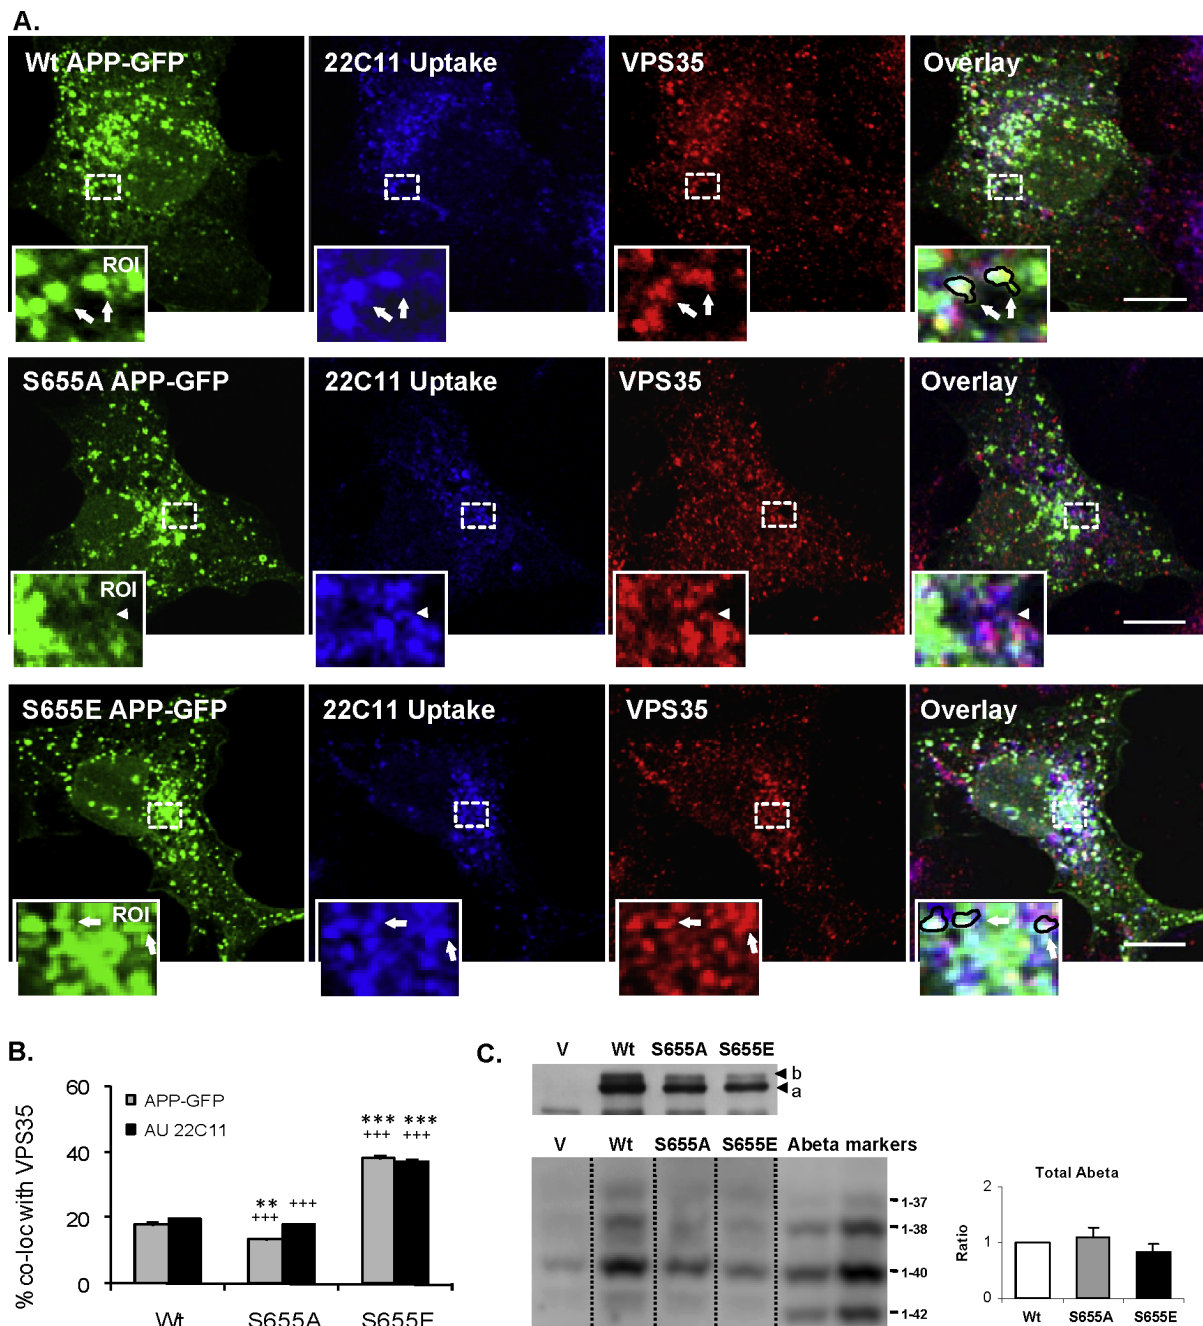 A.
Wt APP-GFP 22C11 Uptake VPS35 Overlay
ROI
S655A APP-GFP 22C11 Uptake VPS35 Overlay
ROI
S655E APP-GFP 22C11 Uptake VPS35 Overlay
ROI
B.
% co-loc with VPS35
60
40
20
0
APP-GFP
AU 22C11
** +++
+++
*** +++
*** +++
Wt S655A S655E
C.
V Wt S655A S655E
b
a
V Wt S655A S655E Abeta markers
1-37
1-38
1-40
1-42
Total Abeta
Ratio
2
1
0
Wt S655A S655E